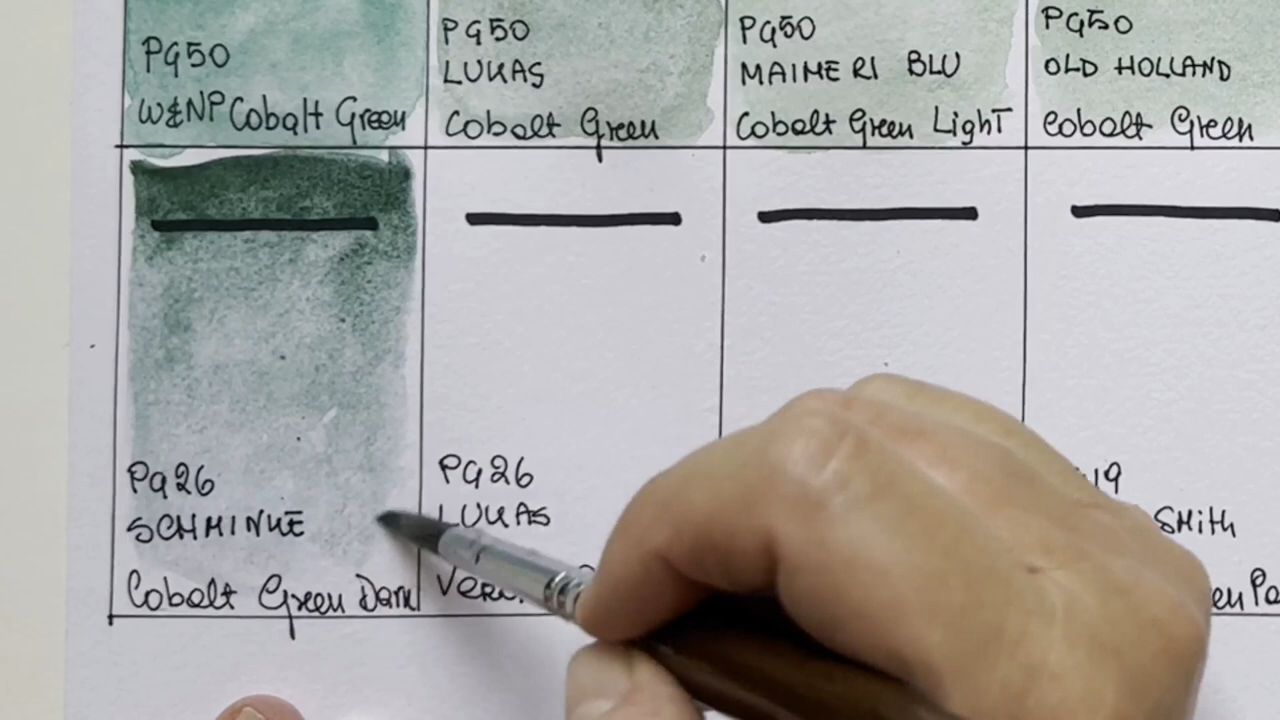 PG50
W&NP Cobalt Green
PG50
LUKAS
Cobalt Green
PG50
MAIMERI BLU
Cobalt Green Light
PG50
OLD HOLLAND
Cobalt Green
PG26
SCHMINKE
Cobalt Green Dark
PG26
LUKAS
19
SMith